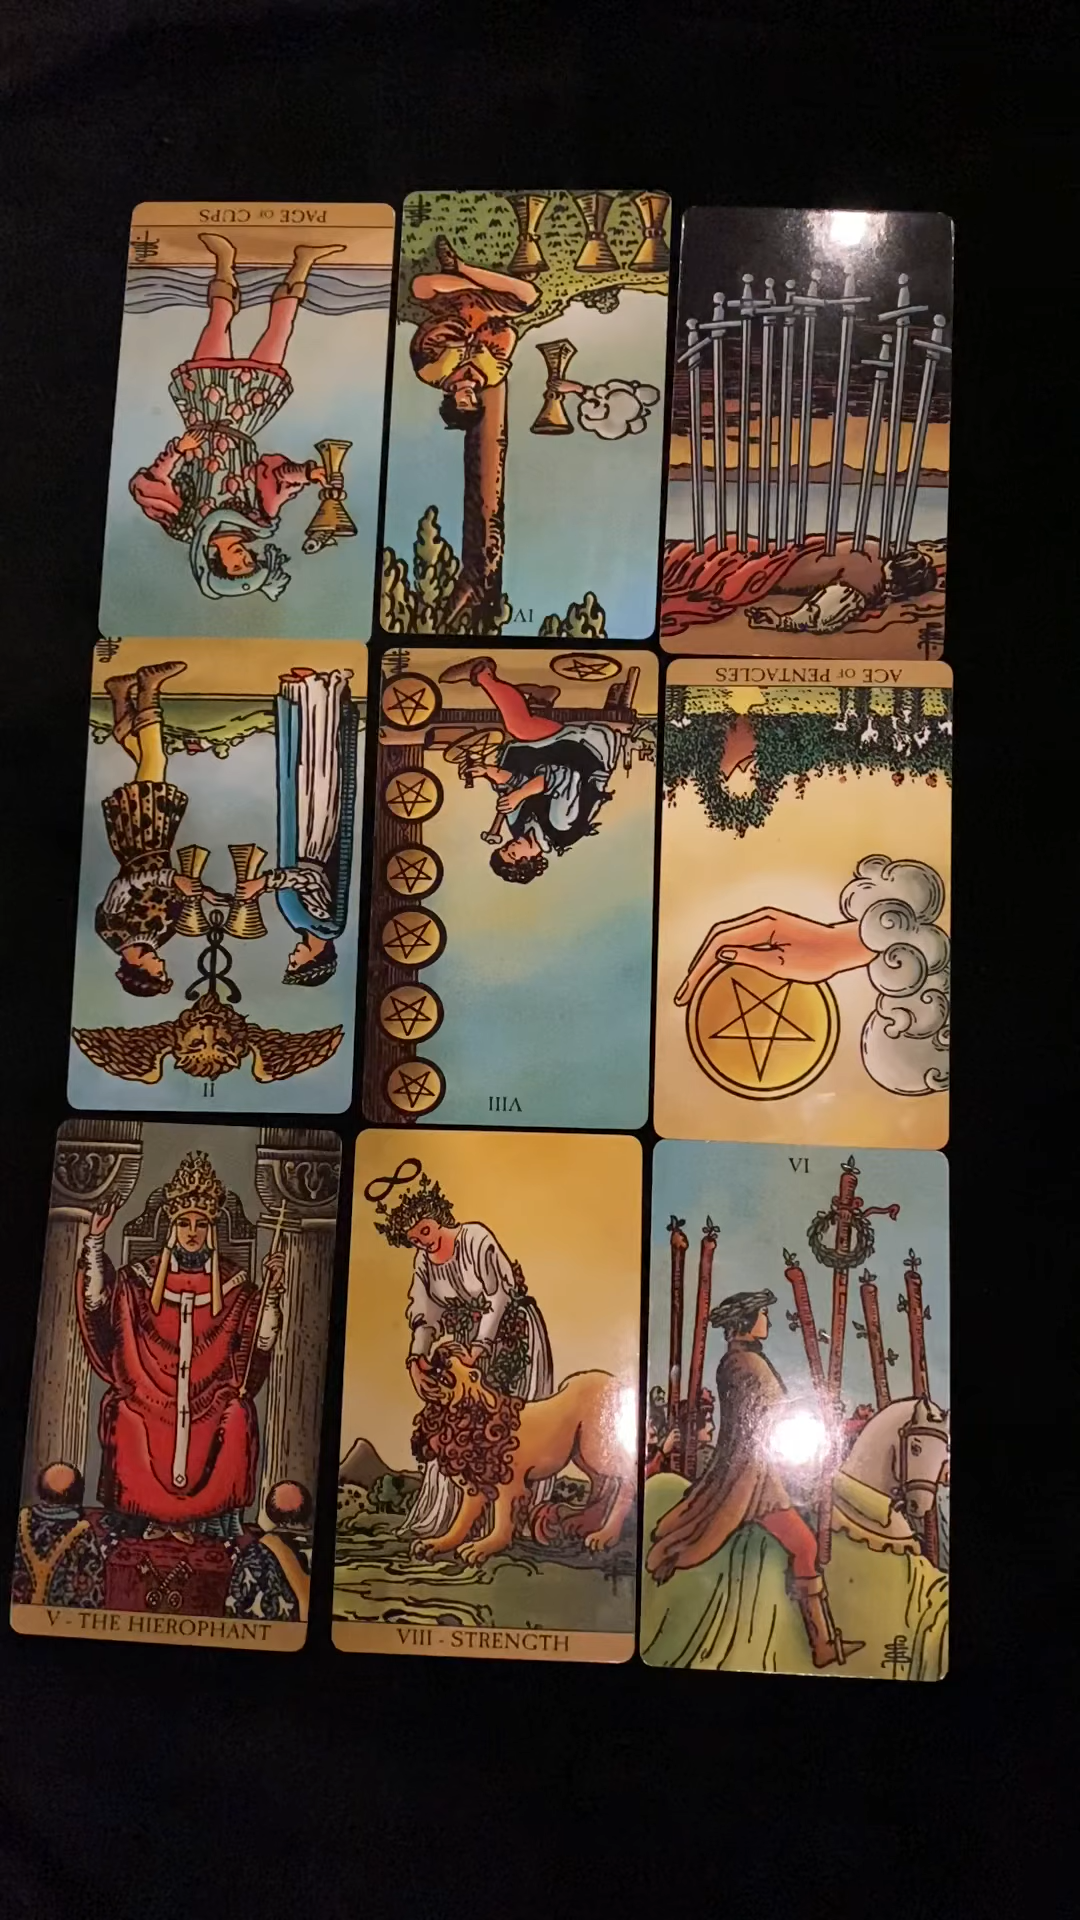 PAGE OF CUPS
IV
ACE OF PENTACLES
II
VIII
V - THE HIEROPHANT
VIII - STRENGTH
VI